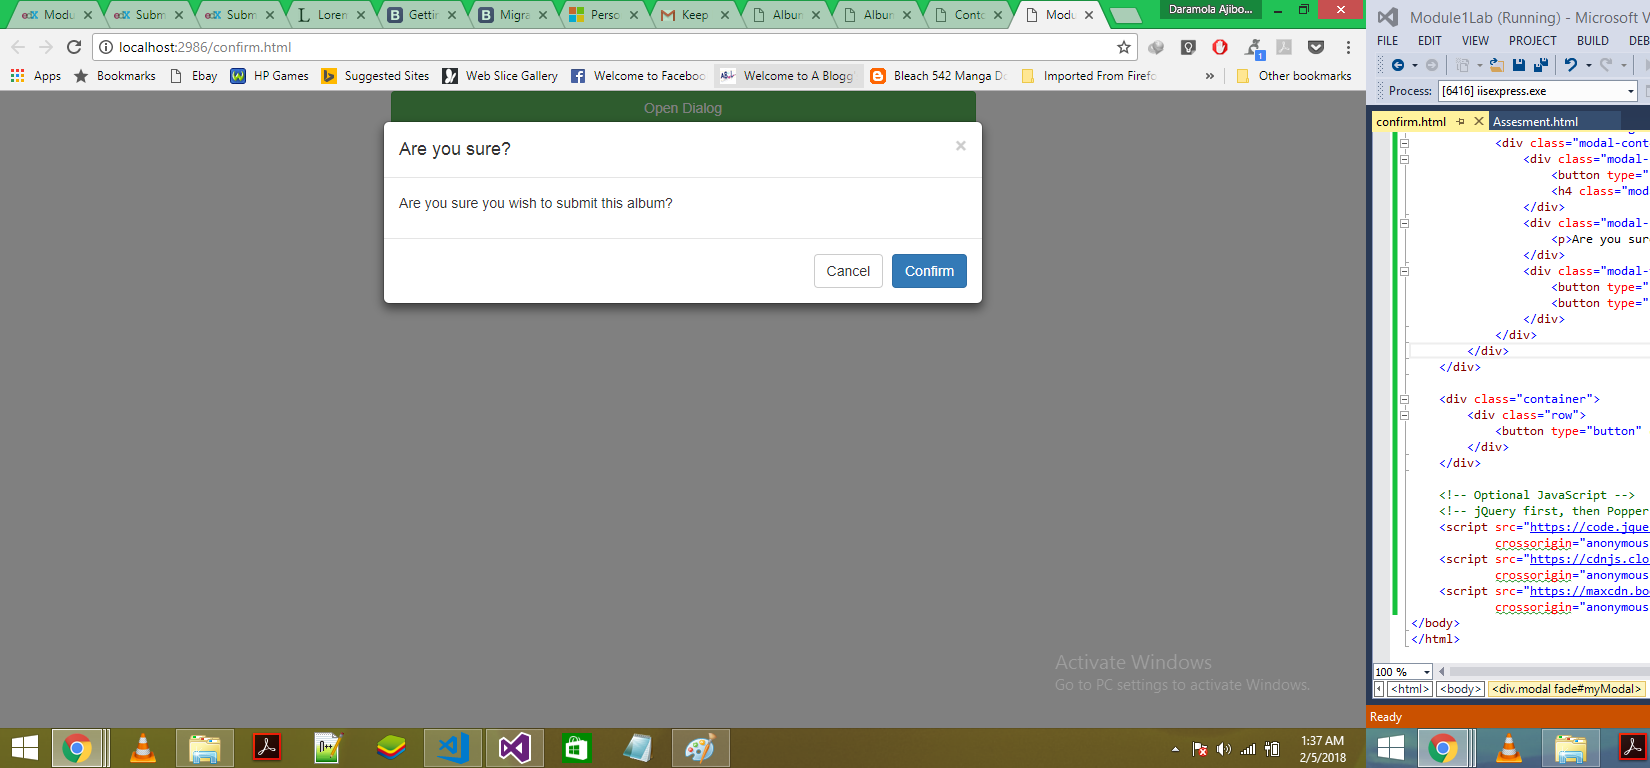 Modu
Subm
Subm
Loren
Gettin
Migra
Perso
Keep
Album
Album
Conto
Modu
Daramola Ajibo...
localhost:2986/confirm.html
Apps
Bookmarks
Ebay
HP Games
Suggested Sites
Web Slice Gallery
Welcome to Faceboo
Welcome to A Blogg
Bleach 542 Manga Do
Imported From Firefo
»
Other bookmarks
Open Dialog
Are you sure?
×
Are you sure you wish to submit this album?
Cancel
Confirm
Activate Windows
Go to PC settings to activate Windows.
1:37 AM
2/5/2018
Module1Lab (Running) - Microsoft V
FILE EDIT VIEW PROJECT BUILD DEB
Process: [6416] iisexpress.exe
confirm.html
Assesment.html
<div class="modal-cont
<div class="modal-
<button type="
<h4 class="mod
</div>
<div class="modal-
<p>Are you sure
</div>
<div class="modal-
<button type="
<button type="
</div>
</div>
</div>
</div>
<div class="container">
<div class="row">
<button type="button"
</div>
</div>
<!-- Optional JavaScript -->
<!-- jQuery first, then Popper
<script src="https://code.jque
crossorigin="anonymous
<script src="https://cdnjs.clo
crossorigin="anonymous
<script src="https://maxcdn.bo
crossorigin="anonymous
</body>
</html>
100 %
<html> <body> <div.modal fade#myModal>
Ready